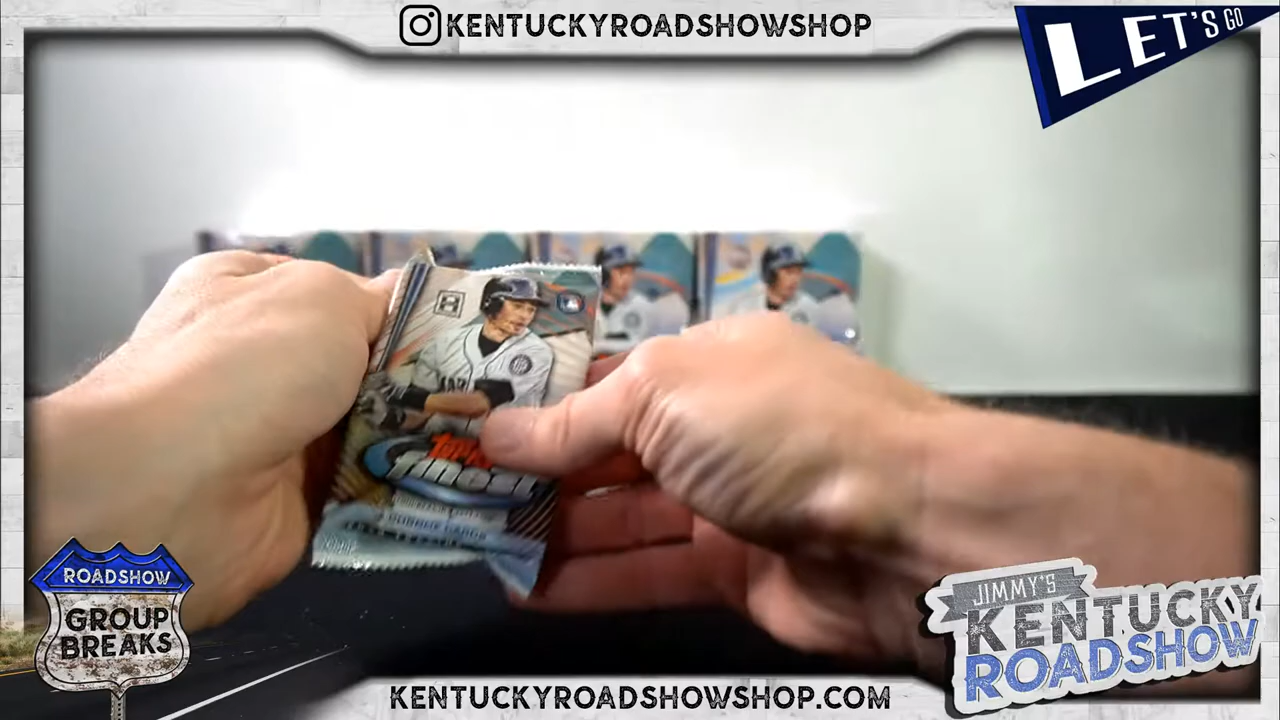 KENTUCKYROADSHOWSHOP
LET'S GO
Topps
finest
ROADSHOW
GROUP
BREAKS
JIMMY'S
KENTUCKY
ROADSHOW
KENTUCKYROADSHOWSHOP.COM